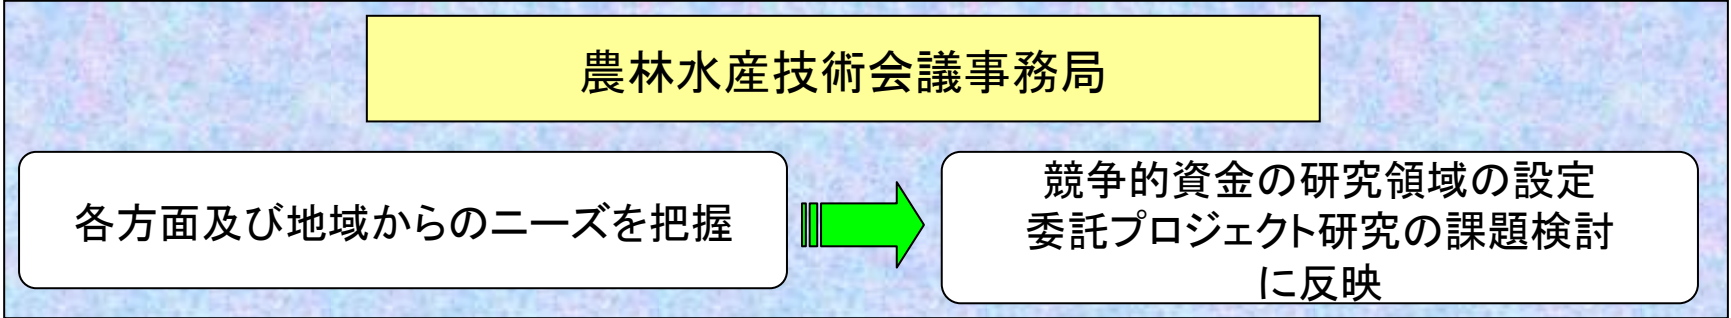 農林水産技術会議事務局
各方面及び地域からのニーズを把握
競争的資金の研究領域の設定
委託プロジェクト研究の課題検討
に反映